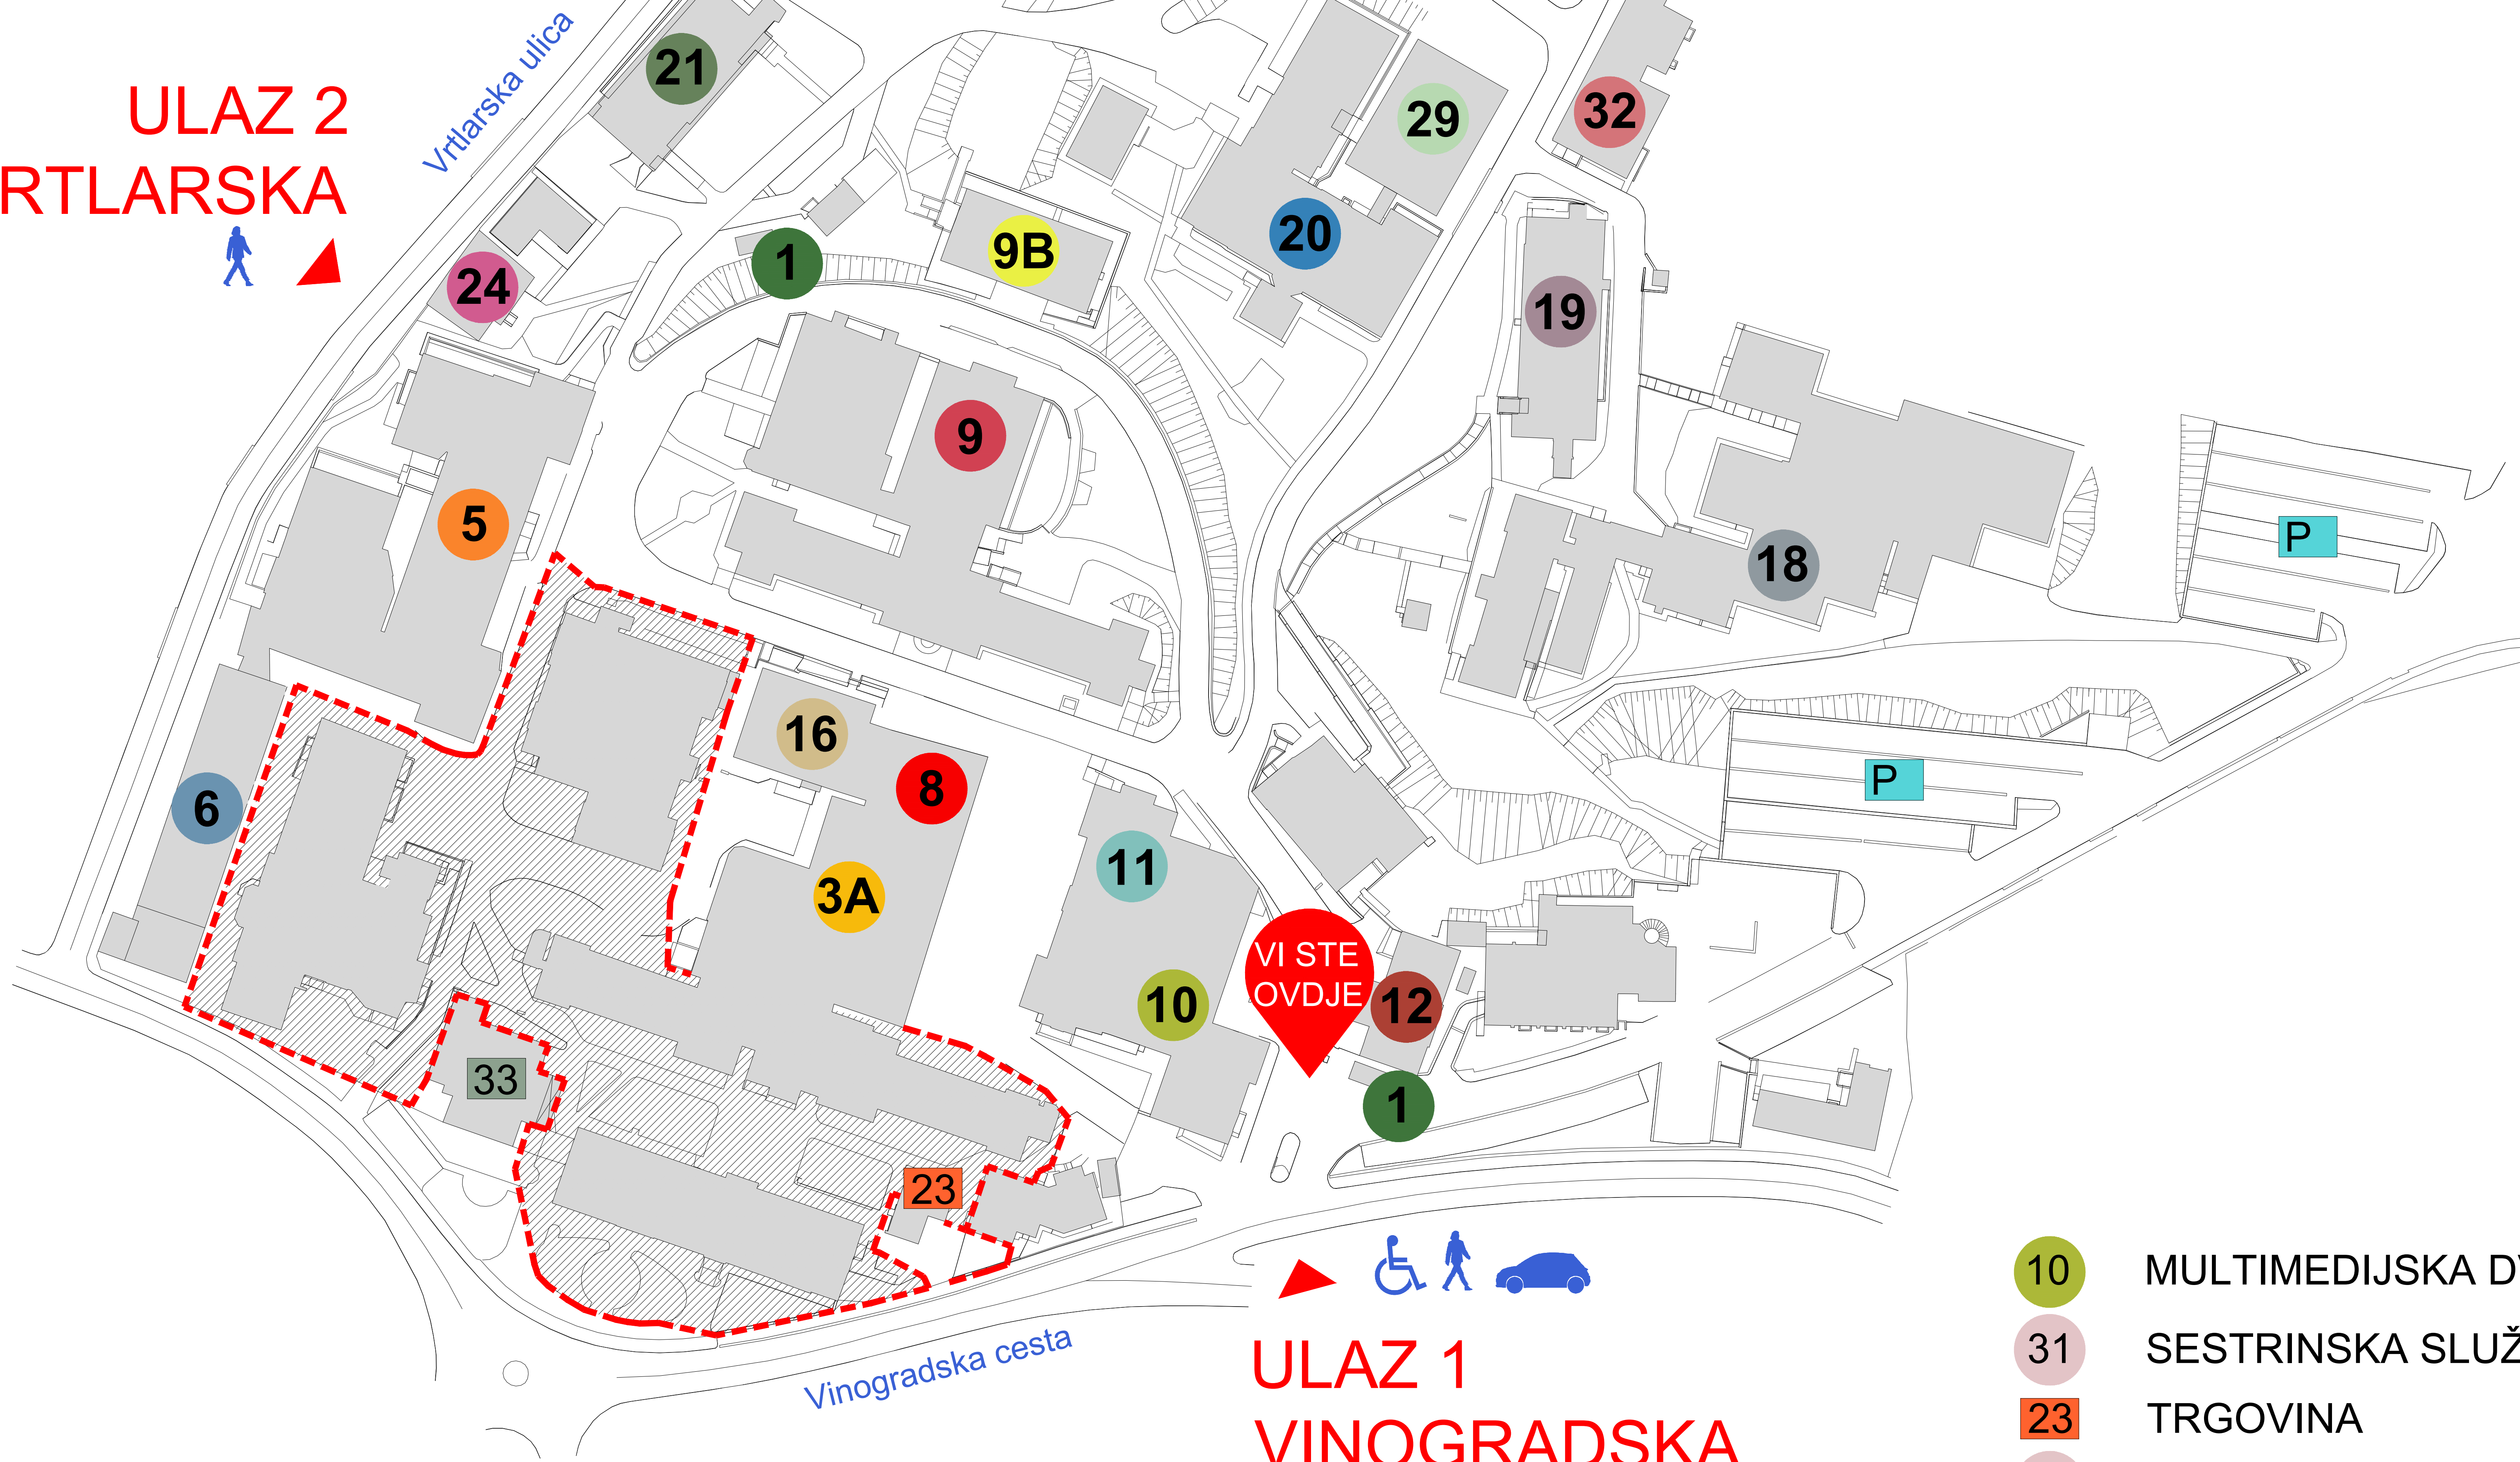 Vrtlarska ulica
ULAZ 2
RTLARSKA
21
29
32
20
9B
1
24
19
9
5
18
P
16
8
P
6
11
3A
VI STE
OVDJE
10
12
33
1
23
Vinogradska cesta
ULAZ 1
VINOGRADSKA
10 MULTIMEDIJSKA
31 SESTRINSKA
23 TRGOVINA